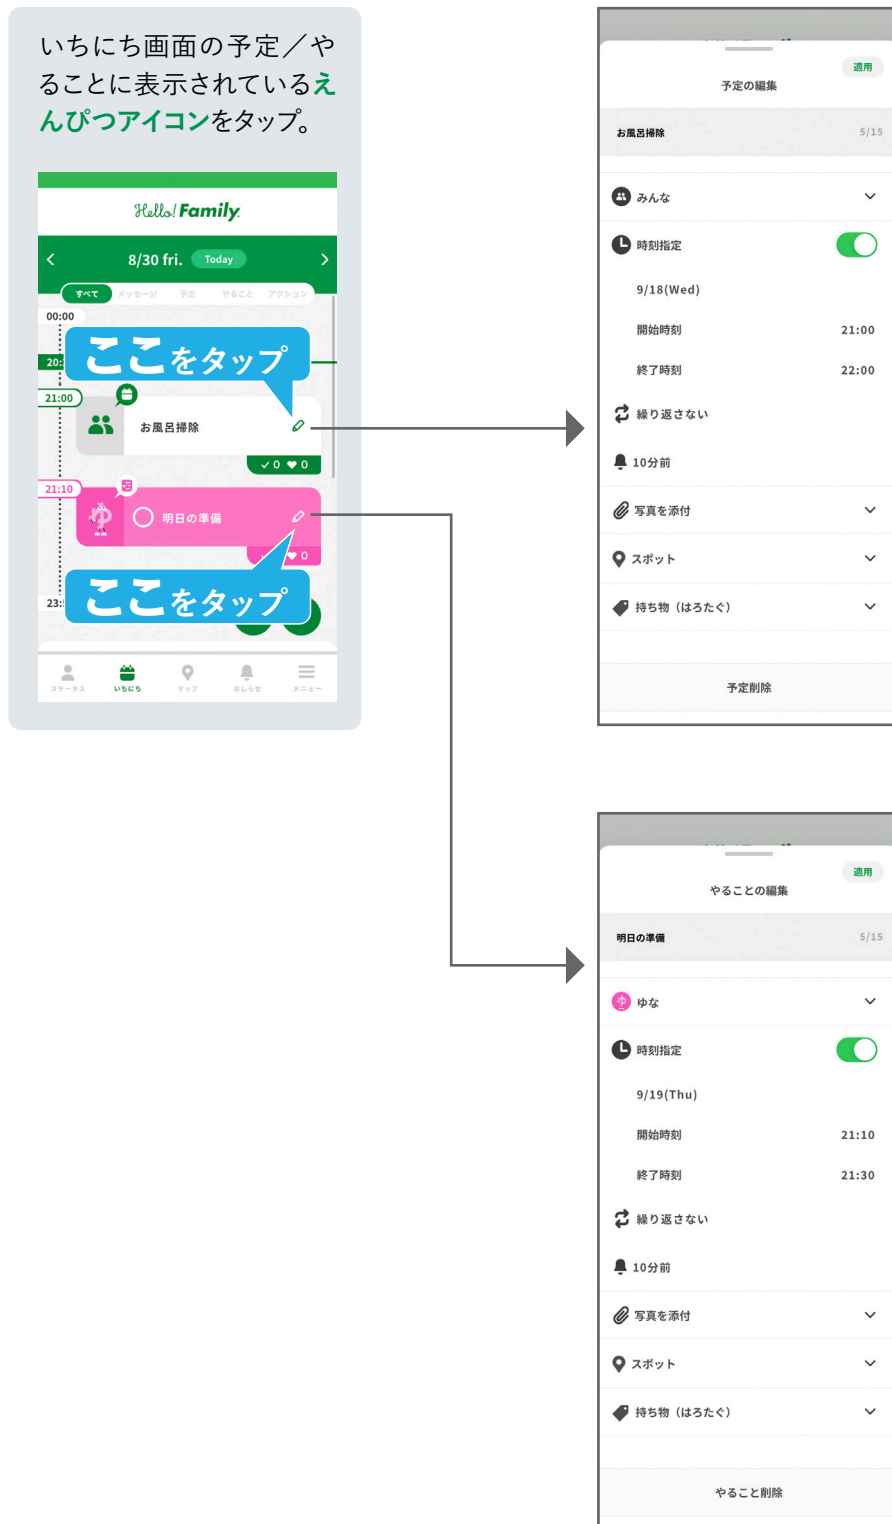 いちにち画面の予定／や
ることに表示されているえ
んぴつアイコンをタップ。
Hello! Family.
8/30 fri. Today
すべて メッセージ 予定 やること アクション
00:00
ここをタップ
21:00
お風呂掃除
0 0
21:10
ゆ 明日の準備
0
ここをタップ
ステータス いちにち マップ おしらせ メニュー
適用
予定の編集
お風呂掃除 5/15
みんな
時刻指定
9/18(Wed)
開始時刻 21:00
終了時刻 22:00
繰り返さない
10分前
写真を添付
スポット
持ち物（はろたぐ）
予定削除
適用
やることの編集
明日の準備 5/15
ゆ ゆな
時刻指定
9/19(Thu)
開始時刻 21:10
終了時刻 21:30
繰り返さない
10分前
写真を添付
スポット
持ち物（はろたぐ）
やること削除